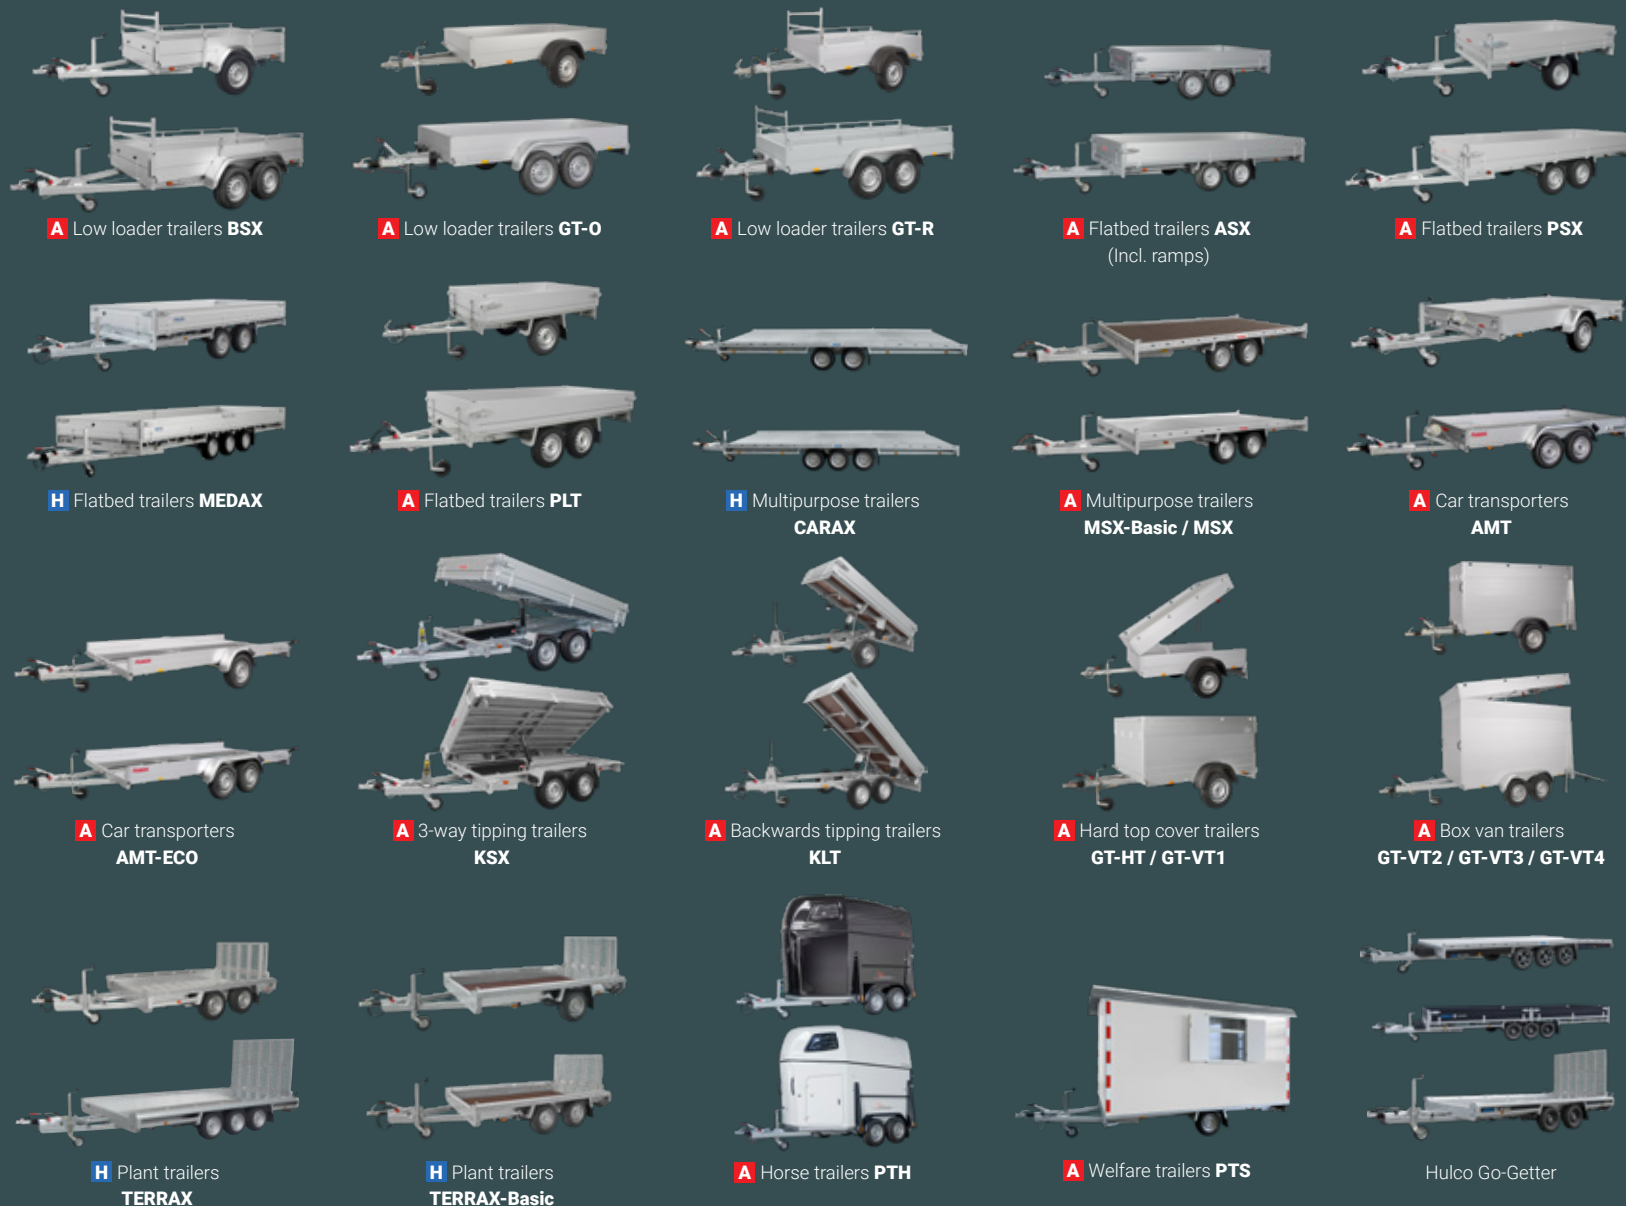 A Low loader trailers BSX
A Low loader trailers GT-O
A Low loader trailers GT-R
A Flatbed trailers ASX
(Incl. ramps)
A Flatbed trailers PSX
H Flatbed trailers MEDAX
A Flatbed trailers PLT
H Multipurpose trailers
CARAX
A Multipurpose trailers
MSX-Basic / MSX
A Car transporters
AMT
A Car transporters
AMT-ECO
A 3-way tipping trailers
KSX
A Backwards tipping trailers
KLT
A Hard top cover trailers
GT-HT / GT-VT1
A Box van trailers
GT-VT2 / GT-VT3 / GT-VT4
H Plant trailers
TERRAX
H Plant trailers
TERRAX-Basic
A Horse trailers PTH
A Welfare trailers PTS
Hulco Go-Getter